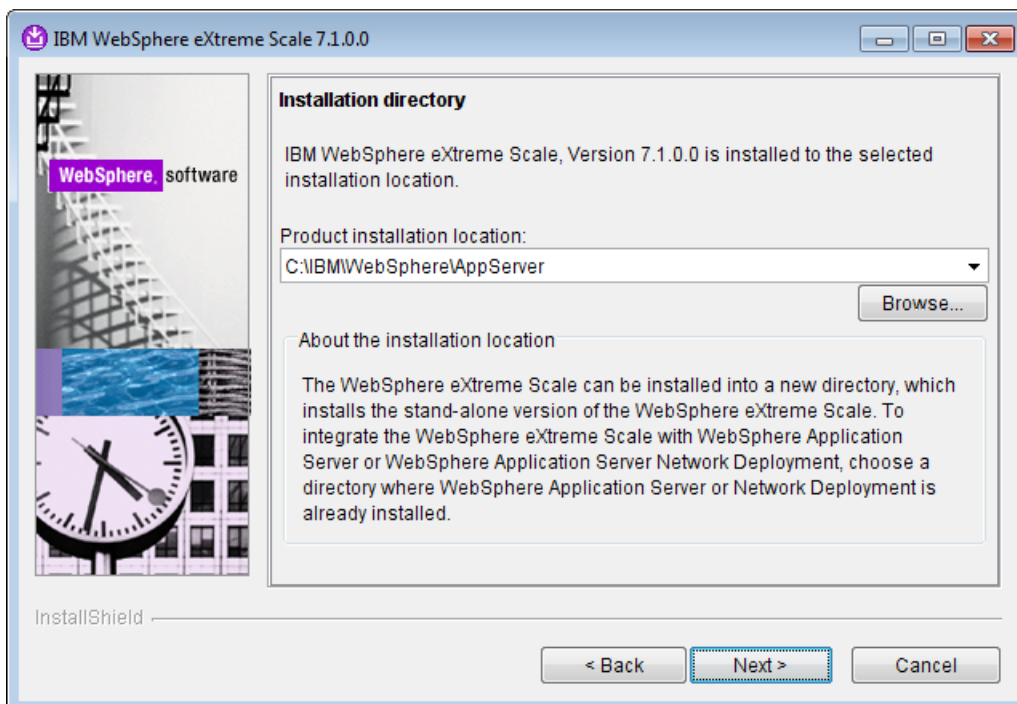 IBM WebSphere eXtreme Scale 7.1.0.0
WebSphere. software
Installation directory
IBM WebSphere eXtreme Scale, Version 7.1.0.0 is installed to the selected
installation location.
Product installation location:
C:\IBM\WebSphere\AppServer
Browse...
About the installation location
The WebSphere eXtreme Scale can be installed into a new directory, which
installs the stand-alone version of the WebSphere eXtreme Scale. To
integrate the WebSphere eXtreme Scale with WebSphere Application
Server or WebSphere Application Server Network Deployment, choose a
directory where WebSphere Application Server or Network Deployment is
already installed.
InstallShield
< Back
Next >
Cancel